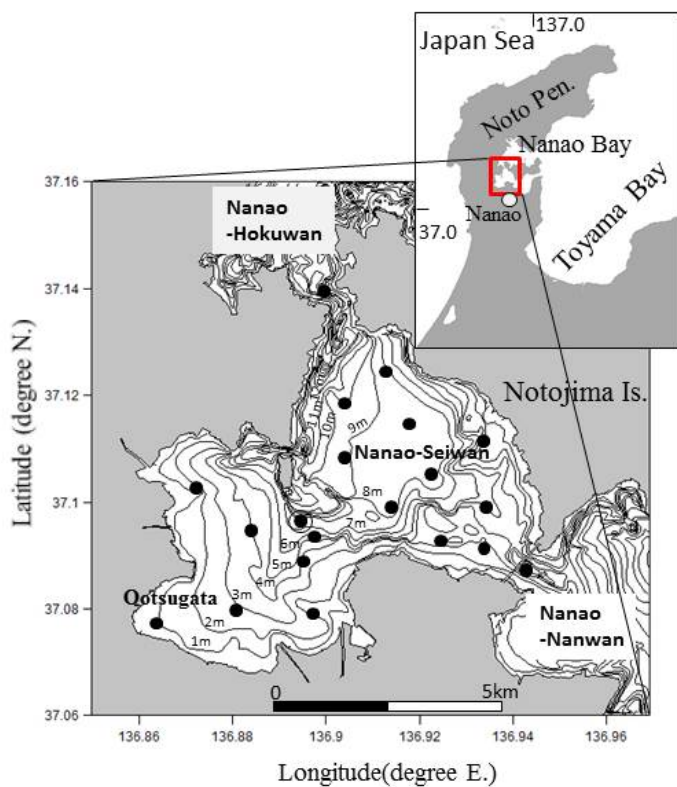 137.0
Japan Sea
Noto Pen.
Nanao Bay
Nanao
37.0
Toyama Bay
37.16
37.14
37.12
37.1
37.08
37.06
Latitude (degree N.)
Nanao
-Hokuwan
Notojima Is.
11m
10m
9m
Nanao-Seiwan
8m
7m
6m
5m
4m
3m
2m
1m
Ootsugata
Nanao
-Nanwan
0
5km
136.86
136.88
136.9
136.92
136.94
136.96
Longitude(degree E.)